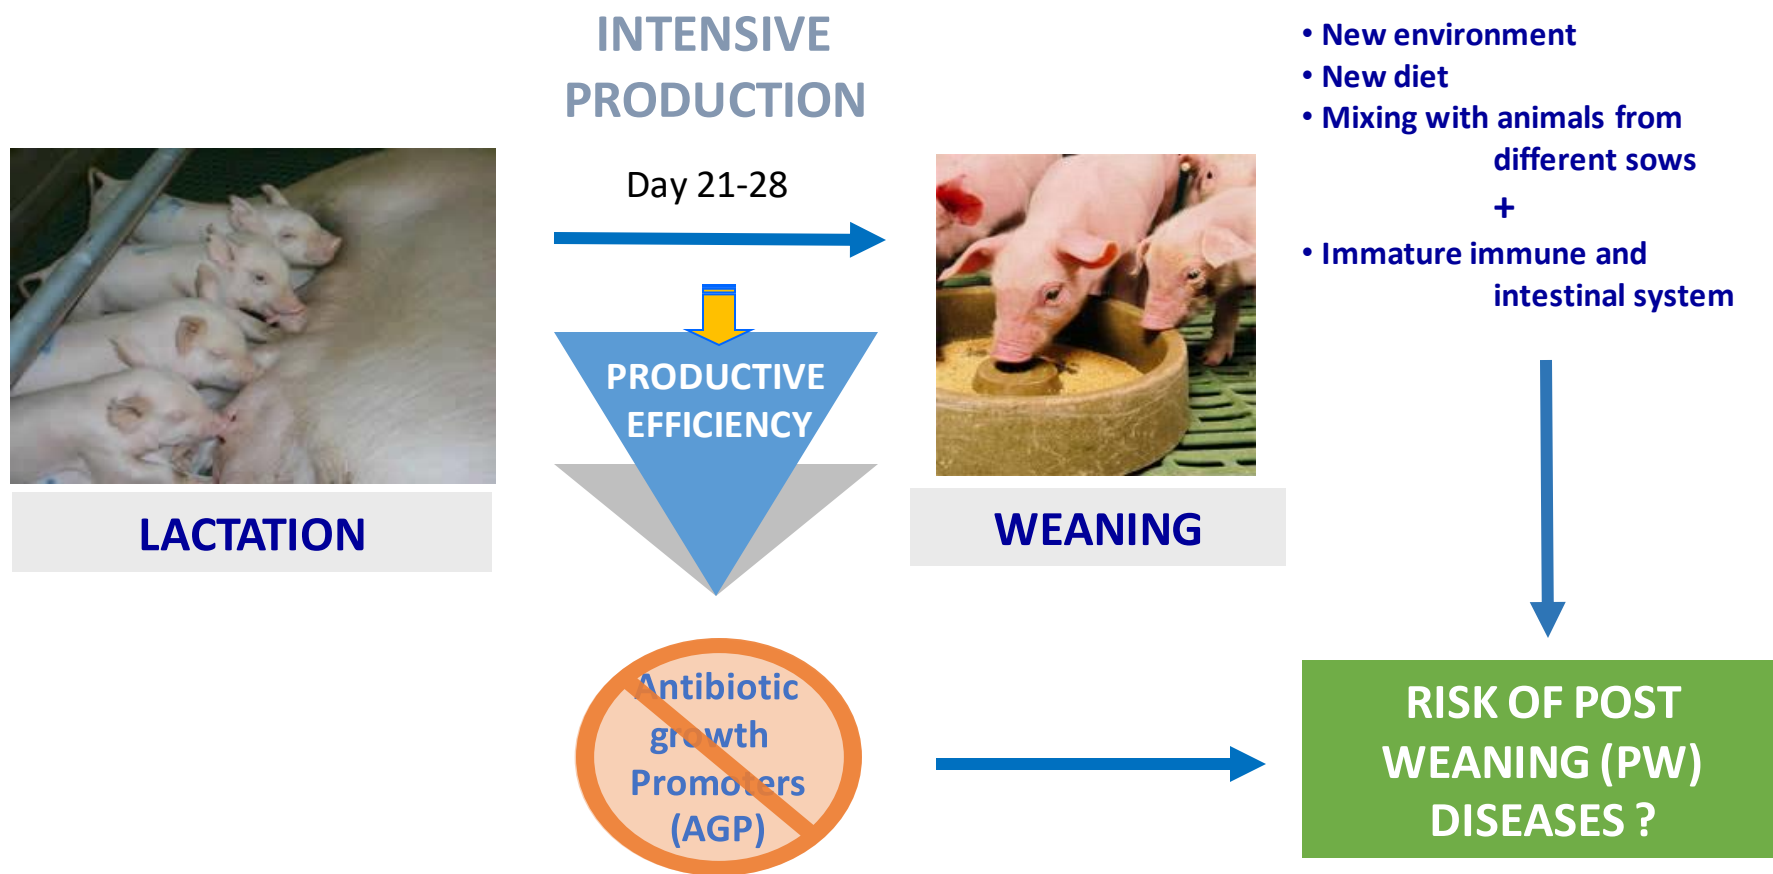 INTENSIVE
PRODUCTION
Day 21-28
PRODUCTIVE
EFFICIENCY
LACTATION
WEANING
• New environment
• New diet
• Mixing with animals from
different sows
+
• Immature immune and
intestinal system
Antibiotic
growth
Promoters
(AGP)
RISK OF POST
WEANING (PW)
DISEASES ?